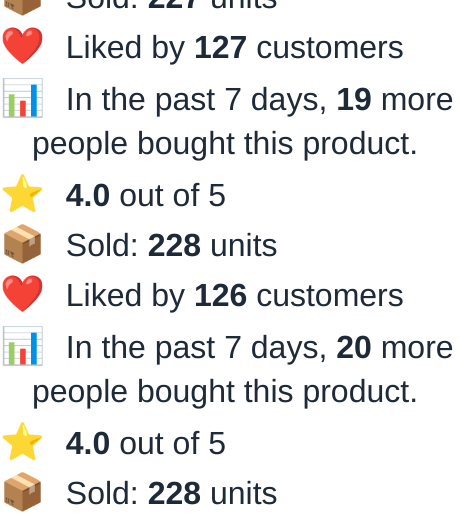 Sold: 227 units
Liked by 127 customers
In the past 7 days, 19 more
people bought this product.
4.0 out of 5
Sold: 228 units
Liked by 126 customers
In the past 7 days, 20 more
people bought this product.
4.0 out of 5
Sold: 228 units